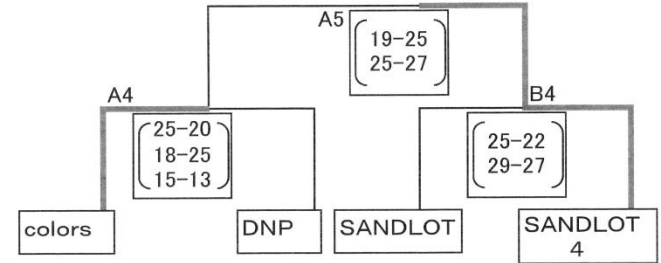 A5
19-25
25-27
A4
25-20
18-25
15-13
B4
25-22
29-27
colors
DNP
SANDLOT
SANDLOT
4